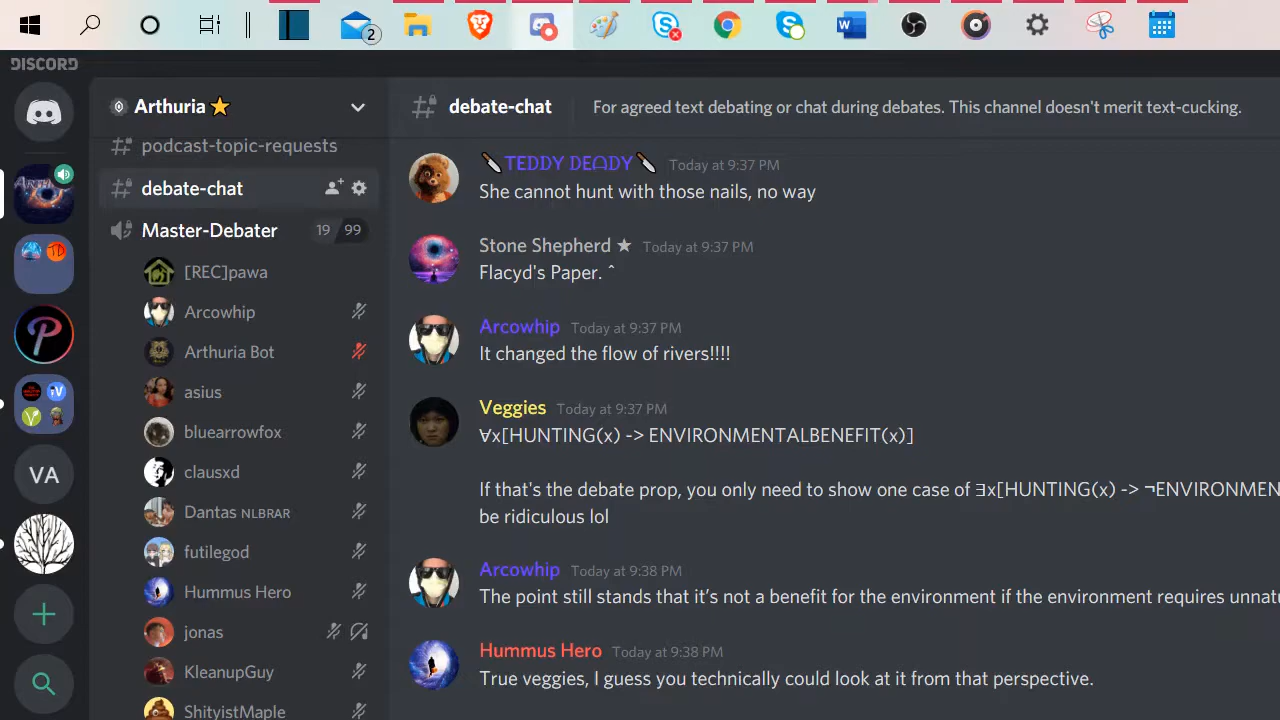 2
DISCORD
Arthuria ⭐
podcast-topic-requests
debate-chat
Master-Debater 19 99
[REC]pawa
Arcowhip
Arthuria Bot
asius
bluearrowfox
clausxd
Dantas NLBRAR
futilegod
Hummus Hero
jonas
KleanupGuy
ShityistMaple
VA
debate-chat For agreed text debating or chat during debates. This channel doesn't merit text-cucking.
🔪TEDDY DEᗝDY🔪 Today at 9:37 PM
She cannot hunt with those nails, no way
Stone Shepherd ★ Today at 9:37 PM
Flacyd's Paper. ˆ
Arcowhip Today at 9:37 PM
It changed the flow of rivers!!!!
Veggies Today at 9:37 PM
∀x[HUNTING(x) -> ENVIRONMENTALBENEFIT(x)]
If that's the debate prop, you only need to show one case of ∃x[HUNTING(x) -> ¬ENVIRONMEN
be ridiculous lol
Arcowhip Today at 9:38 PM
The point still stands that it's not a benefit for the environment if the environment requires unnatu
Hummus Hero Today at 9:38 PM
True veggies, I guess you technically could look at it from that perspective.